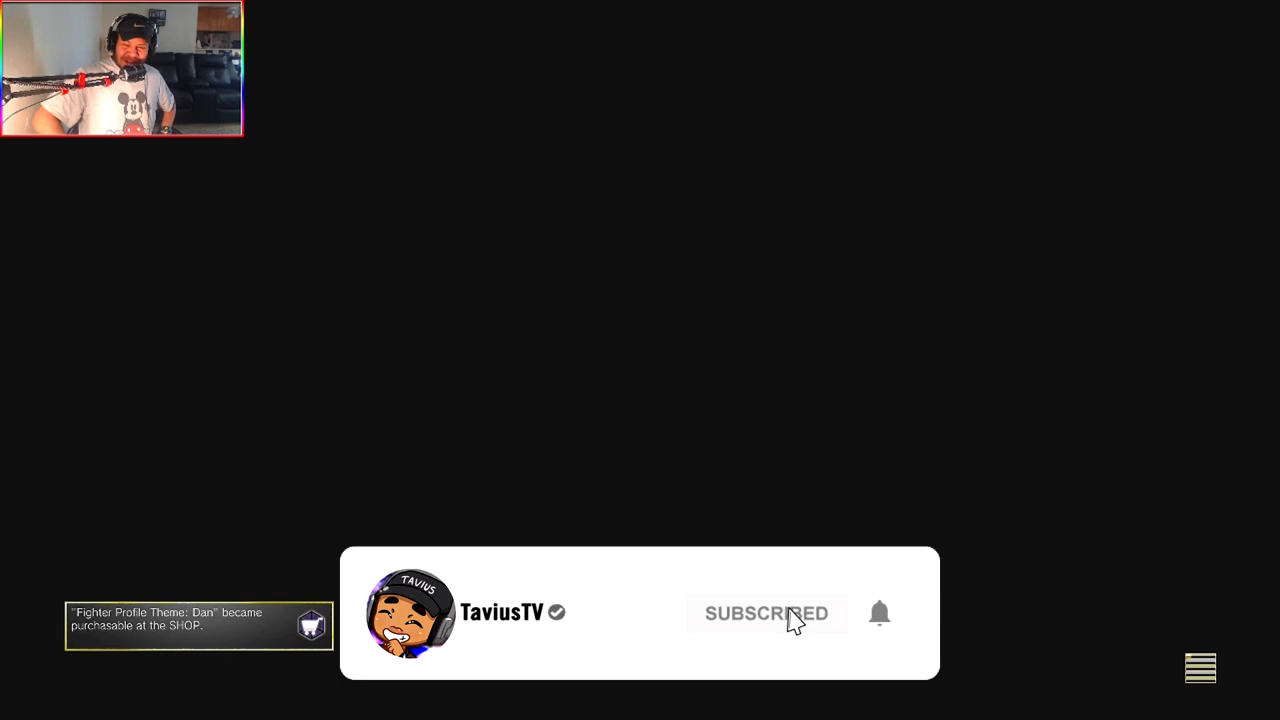 "Fighter Profile Theme: Dan" became
purchasable at the SHOP.
TAVIUS
TaviusTV
SUBSCRIBED